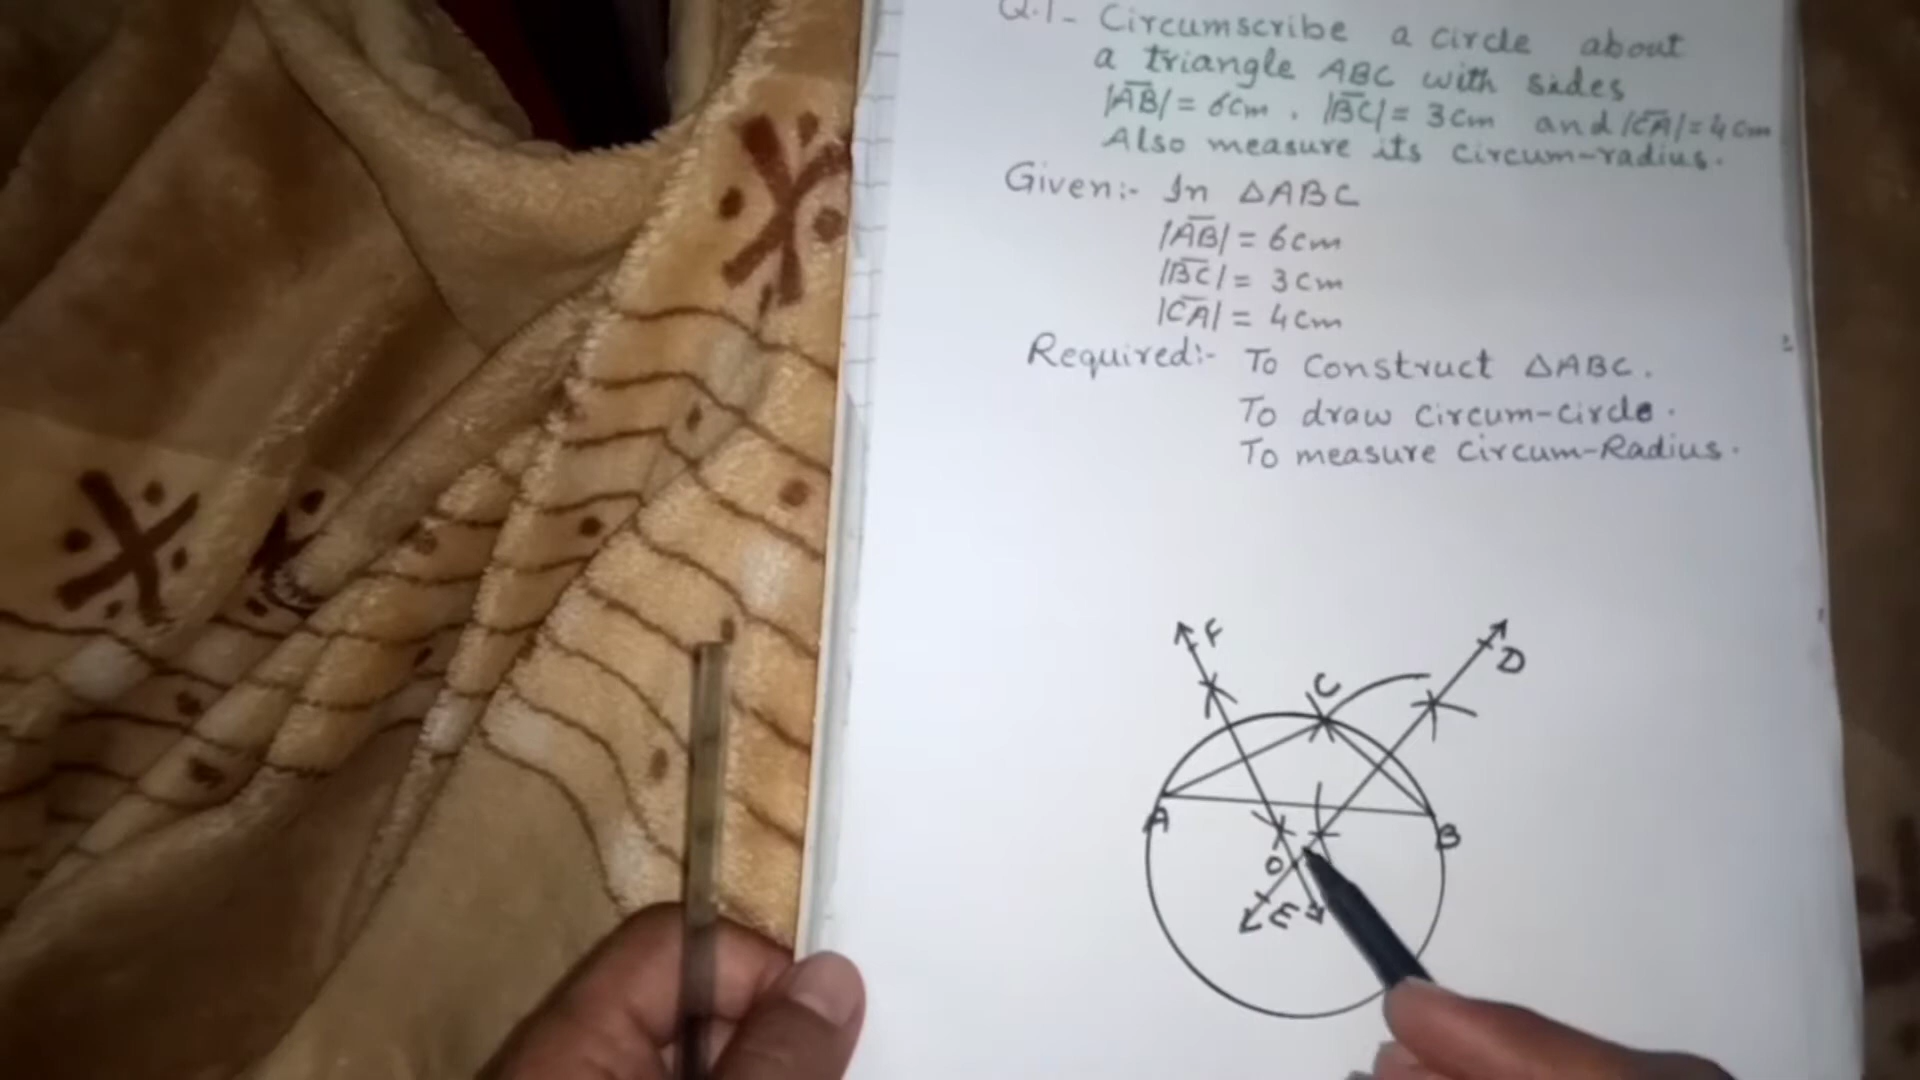 Q.1- Circumscribe a circle about
a triangle ABC with sides
|AB| = 6cm, |BC| = 3cm and |CA| = 4cm
Also measure its circum-radius.
Given:- In △ABC
|AB| = 6cm
|BC| = 3cm
|CA| = 4cm
Required:- To construct △ABC.
To draw circum-circle.
To measure circum-Radius.
F
D
C
A
B
O
E